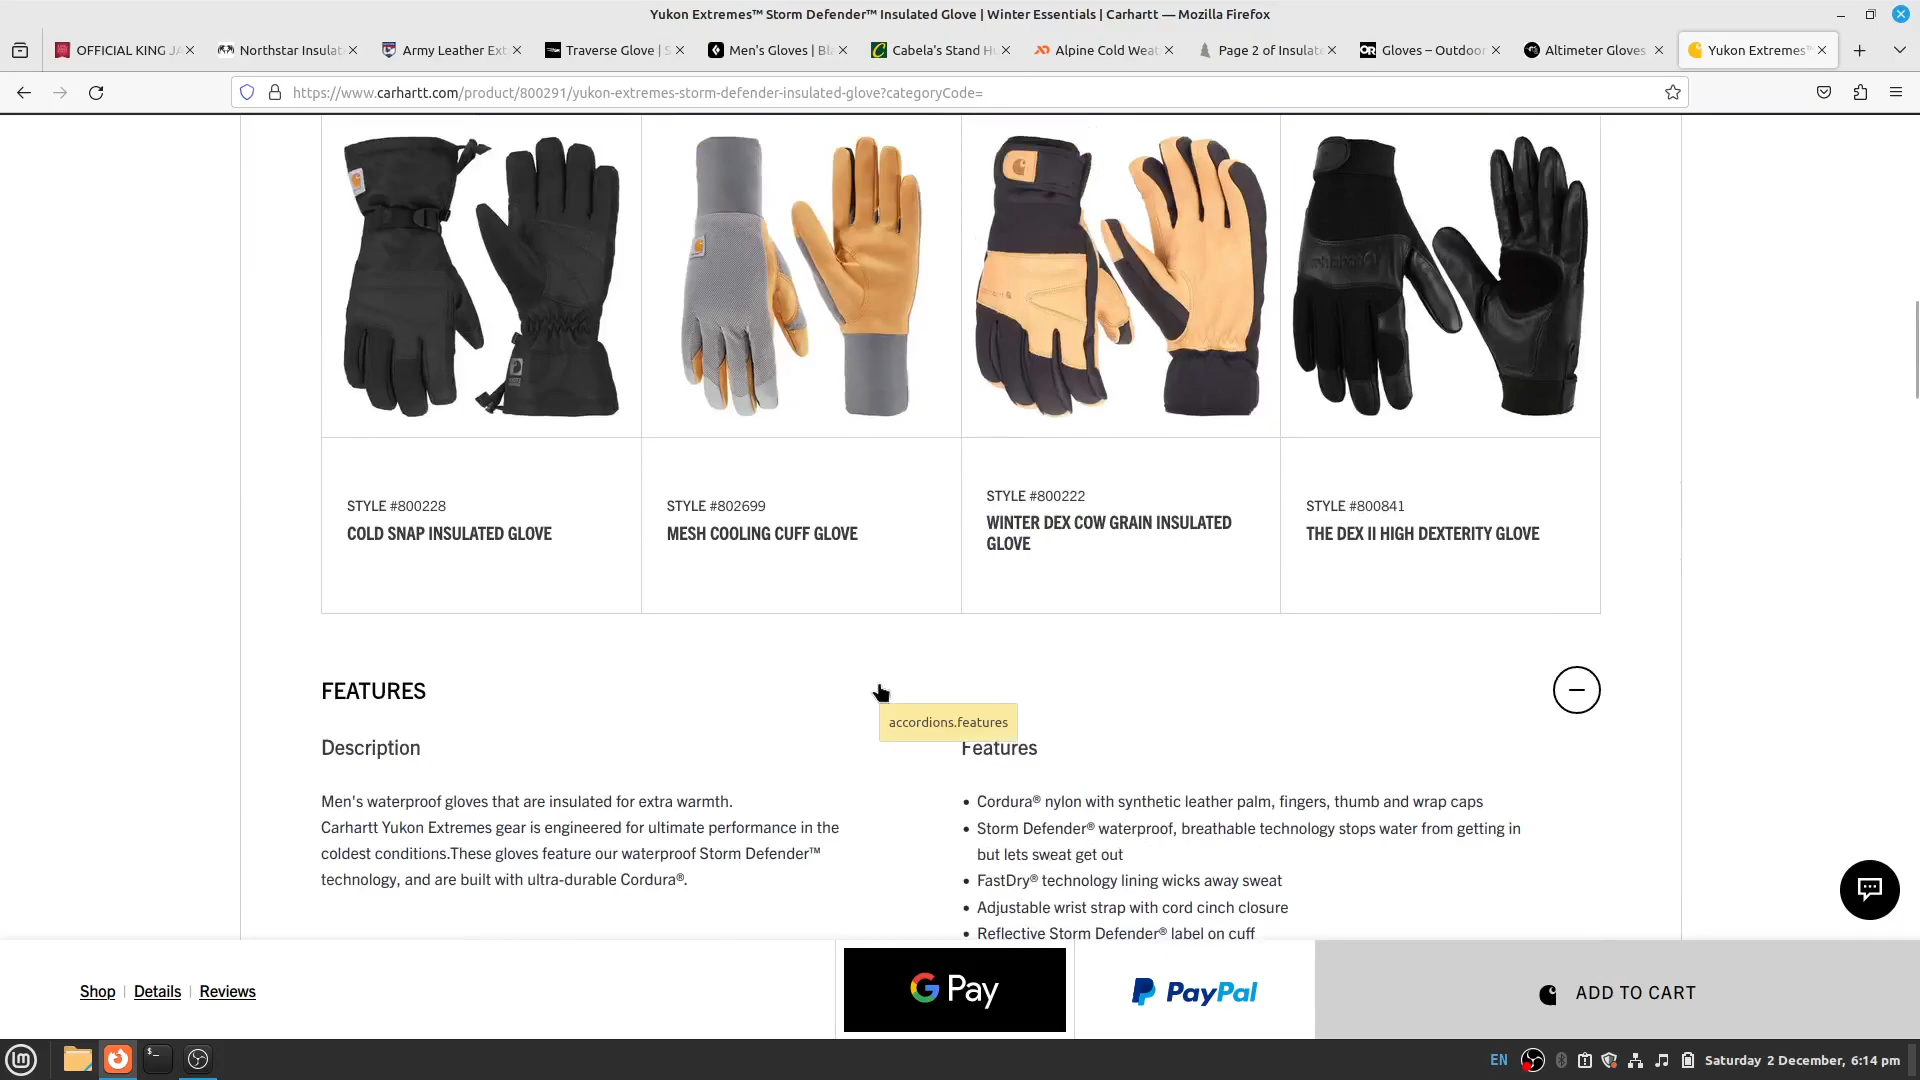 Yukon Extremes™ Storm Defender™ Insulated Glove | Winter Essentials | Carhartt — Mozilla Firefox
OFFICIAL KING JA
Northstar Insulat
Army Leather Ext
Traverse Glove | S
Men's Gloves | Bla
Cabela's Stand Hu
Alpine Cold Weat
Page 2 of Insulate
Gloves – Outdoor
Altimeter Gloves
Yukon Extremes™
https://www.carhartt.com/product/800291/yukon-extremes-storm-defender-insulated-glove?categoryCode=
STYLE #800228
COLD SNAP INSULATED GLOVE
STYLE #802699
MESH COOLING CUFF GLOVE
STYLE #800222
WINTER DEX COW GRAIN INSULATED
GLOVE
STYLE #800841
THE DEX II HIGH DEXTERITY GLOVE
FEATURES
accordions.features
Description
Men's waterproof gloves that are insulated for extra warmth.
Carhartt Yukon Extremes gear is engineered for ultimate performance in the
coldest conditions.These gloves feature our waterproof Storm Defender™
technology, and are built with ultra-durable Cordura®.
Features
• Cordura® nylon with synthetic leather palm, fingers, thumb and wrap caps
• Storm Defender® waterproof, breathable technology stops water from getting in
but lets sweat get out
• FastDry® technology lining wicks away sweat
• Adjustable wrist strap with cord cinch closure
• Reflective Storm Defender® label on cuff
Shop | Details | Reviews
G Pay
PayPal
ADD TO CART
EN
Saturday 2 December, 6:14 pm